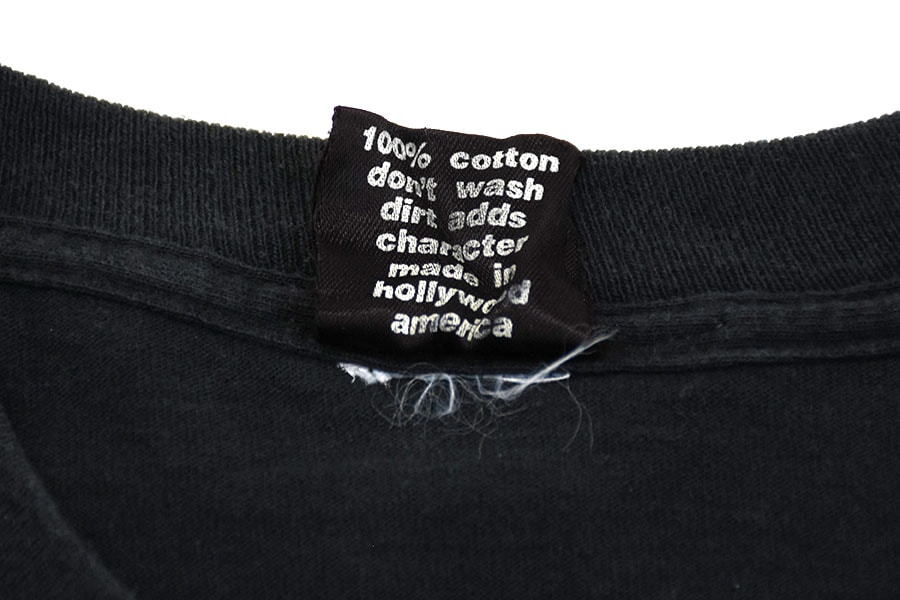 100% cotton
don't wash
dirt adds
character
made in
hollywood
america